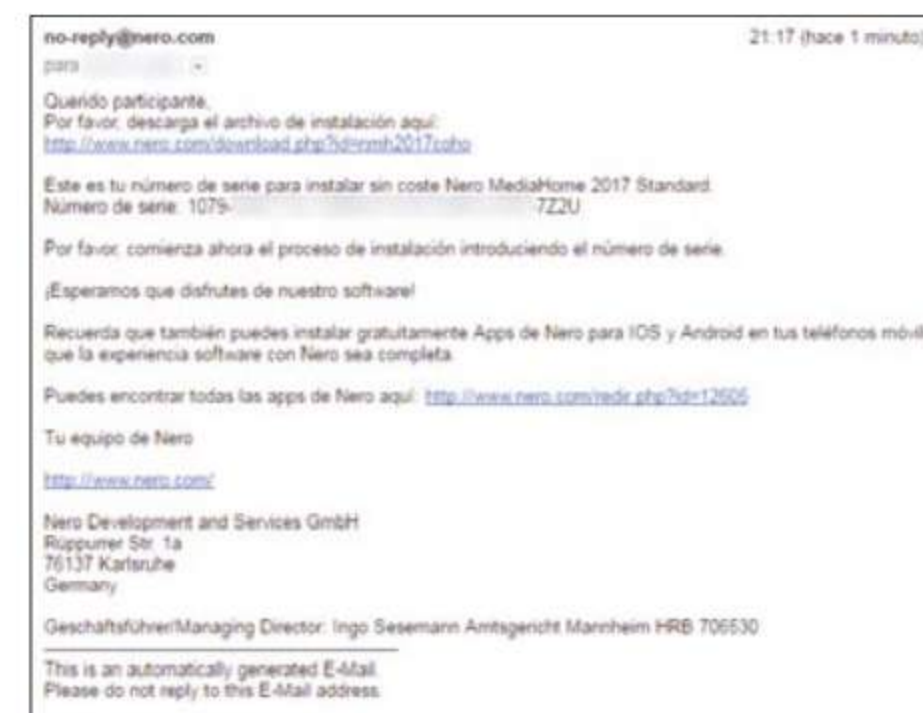 no-reply@nero.com 21:17 (hace 1 minuto)
para
Querido participante,
Por favor, descarga el archivo de instalación aquí:
http://www.nero.com/download.php?id=nmh2017coho
Este es tu número de serie para instalar sin coste Nero MediaHome 2017 Standard.
Número de serie: 1079- -7Z2U
Por favor, comienza ahora el proceso de instalación introduciendo el número de serie.
¡Esperamos que disfrutes de nuestro software!
Recuerda que también puedes instalar gratuitamente Apps de Nero para IOS y Android en tus teléfonos móvil
que la experiencia software con Nero sea completa.
Puedes encontrar todas las apps de Nero aquí: http://www.nero.com/redir.php?id=12605
Tu equipo de Nero
http://www.nero.com/
Nero Development and Services GmbH
Rüppurrer Str. 1a
76137 Karlsruhe
Germany
Geschäftsführer/Managing Director: Ingo Sesemann Amtsgericht Mannheim HRB 706530
This is an automatically generated E-Mail.
Please do not reply to this E-Mail address.